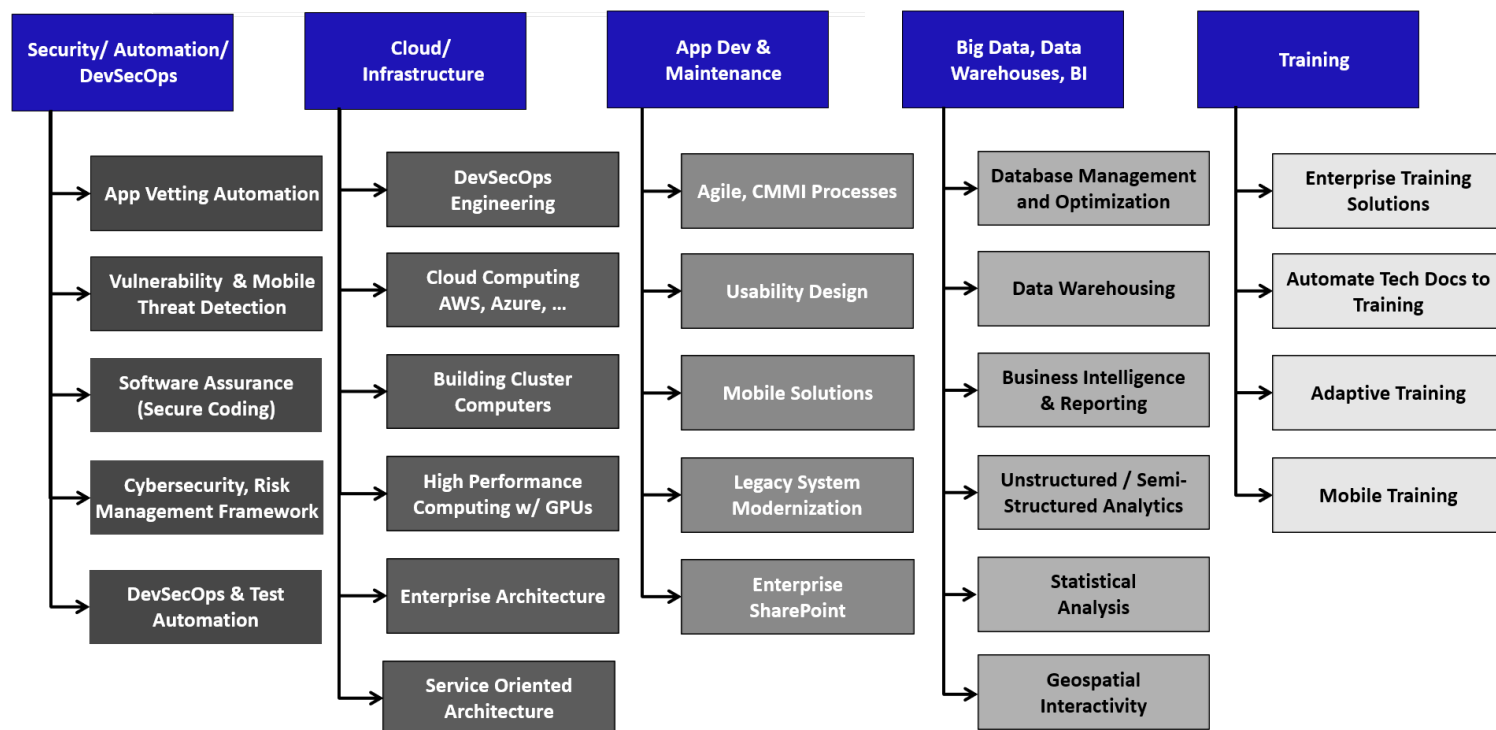 Security/ Automation/
DevSecOps
App Vetting Automation
Vulnerability & Mobile
Threat Detection
Software Assurance
(Secure Coding)
Cybersecurity, Risk
Management Framework
DevSecOps & Test
Automation
Cloud/
Infrastructure
DevSecOps
Engineering
Cloud Computing
AWS, Azure, ...
Building Cluster
Computers
High Performance
Computing w/ GPUs
Enterprise Architecture
Service Oriented
Architecture
App Dev &
Maintenance
Agile, CMMI Processes
Usability Design
Mobile Solutions
Legacy System
Modernization
Enterprise
SharePoint
Big Data, Data
Warehouses, BI
Database Management
and Optimization
Data Warehousing
Business Intelligence
& Reporting
Unstructured / Semi-
Structured Analytics
Statistical
Analysis
Geospatial
Interactivity
Training
Enterprise Training
Solutions
Automate Tech Docs to
Training
Adaptive Training
Mobile Training